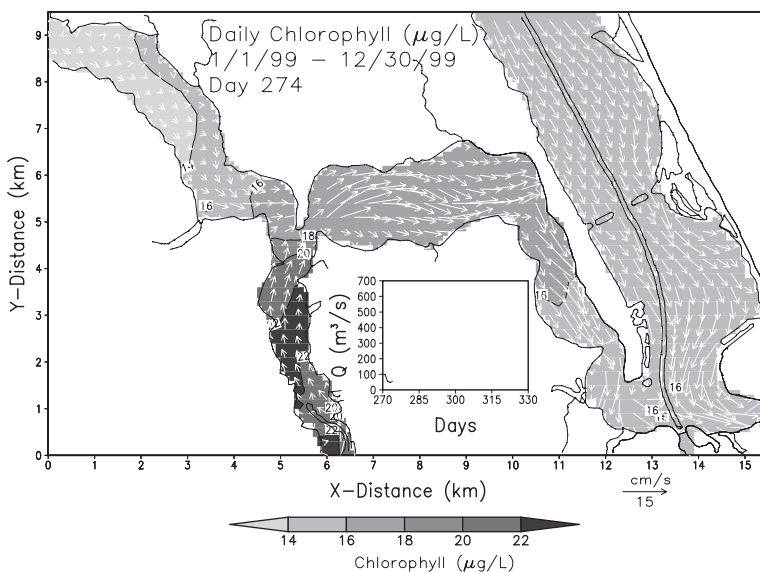 Daily Chlorophyll (μg/L)
1/1/99 – 12/30/99
Day 274
Y-Distance (km)
9
8
7
6
5
4
3
2
1
0
14
16
16
18
20
22
20
22
15
16
16
15
Q (m³/s)
700
600
500
400
300
200
100
0
270 285 300 315 330
Days
0 1 2 3 4 5 6 7 8 9 10 11 12 13 14 15
X-Distance (km)
cm/s
15
14 16 18 20 22
Chlorophyll (μg/L)